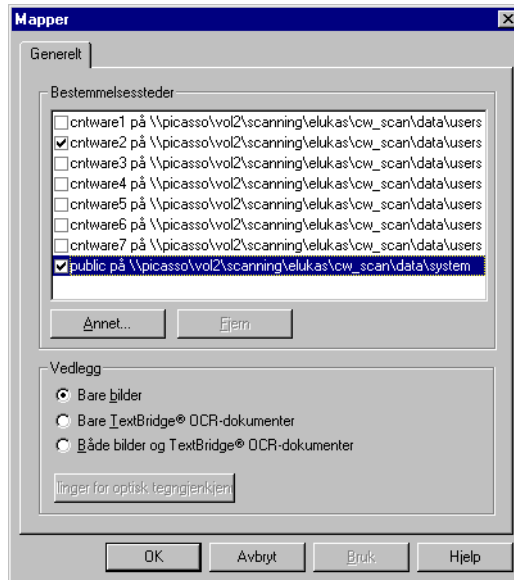 Mapper
Generelt
Bestemmelsessteder
cntware1 på \\picasso\vol2\scanning\elukas\cw_scan\data\users
cntware2 på \\picasso\vol2\scanning\elukas\cw_scan\data\users
cntware3 på \\picasso\vol2\scanning\elukas\cw_scan\data\users
cntware4 på \\picasso\vol2\scanning\elukas\cw_scan\data\users
cntware5 på \\picasso\vol2\scanning\elukas\cw_scan\data\users
cntware6 på \\picasso\vol2\scanning\elukas\cw_scan\data\users
cntware7 på \\picasso\vol2\scanning\elukas\cw_scan\data\users
public på \\picasso\vol2\scanning\elukas\cw_scan\data\system
Annet... Fjern
Vedlegg
Bare bilder
Bare TextBridge® OCR-dokumenter
Både bilder og TextBridge® OCR-dokumenter
linger for optisk tegngjenkjeni
OK Avbryt Bruk Hjelp